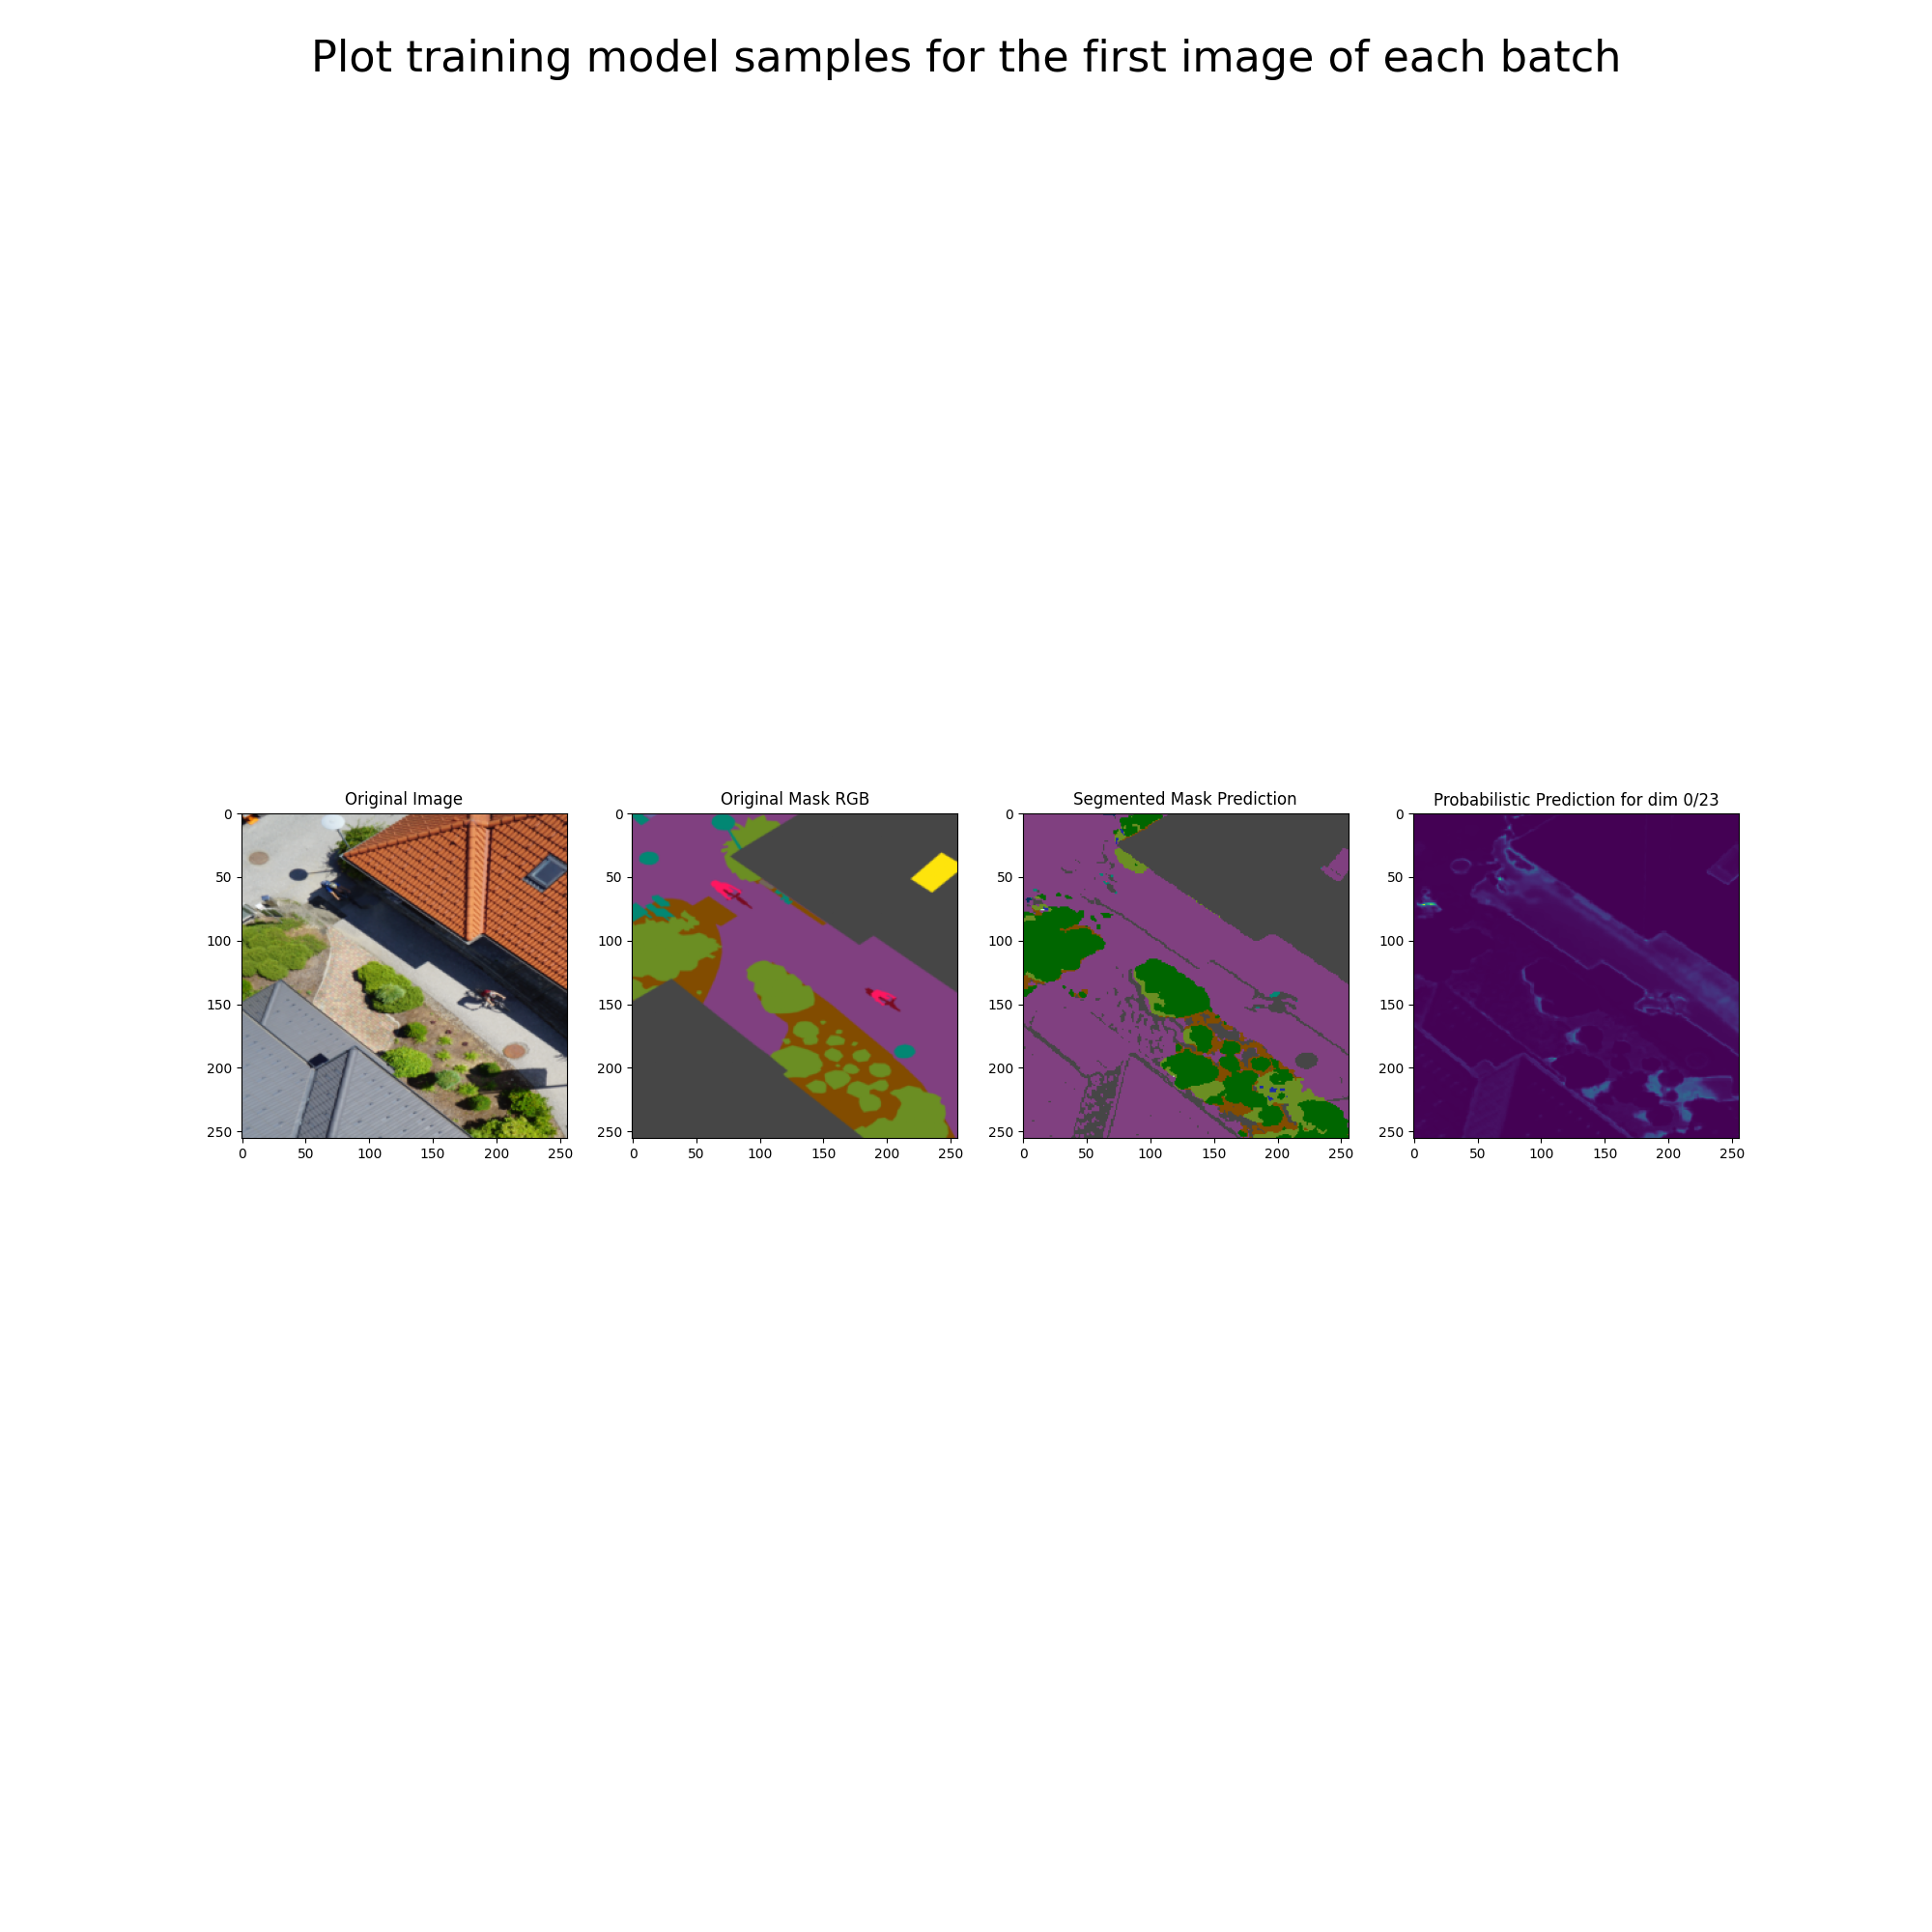 Plot training model samples for the first image of each batch
Original Image
Original Mask RGB
Segmented Mask Prediction
Probabilistic Prediction for dim 0/23
0
50
100
150
200
250
0 50 100 150 200 250
0
50
100
150
200
250
0 50 100 150 200 250
0
50
100
150
200
250
0 50 100 150 200 250
0
50
100
150
200
250
0 50 100 150 200 250